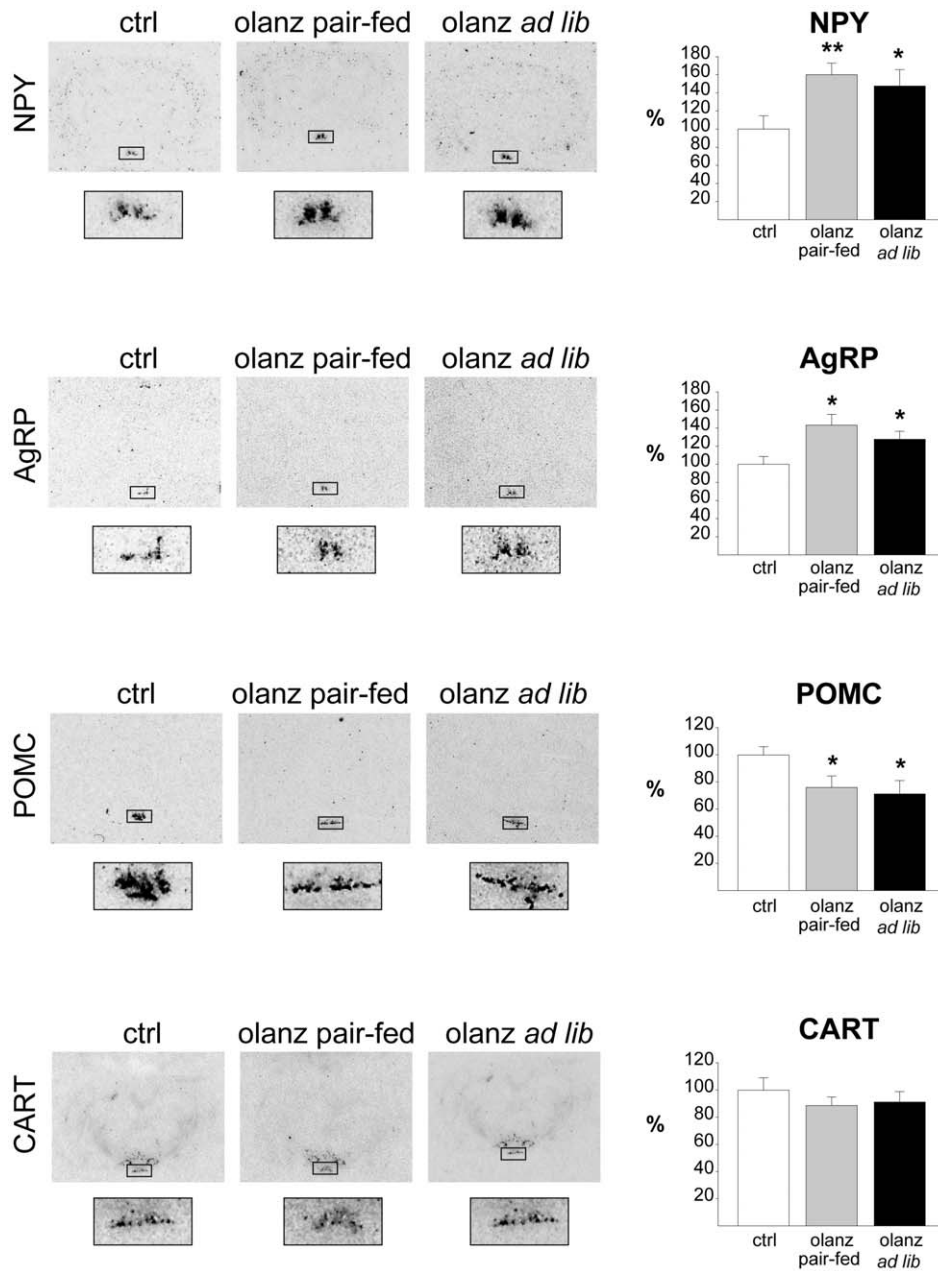 ctrl olanz pair-fed olanz ad lib
NPY
NPY
** *
180
160
140
120
% 100
80
60
40
20
ctrl olanz olanz
pair-fed ad lib
ctrl olanz pair-fed olanz ad lib
AgRP
AgRP
* *
180
160
140
120
% 100
80
60
40
20
ctrl olanz olanz
pair-fed ad lib
ctrl olanz pair-fed olanz ad lib
POMC
POMC
* *
120
100
80
% 60
40
20
ctrl olanz olanz
pair-fed ad lib
ctrl olanz pair-fed olanz ad lib
CART
CART
120
100
% 80
60
40
20
ctrl olanz olanz
pair-fed ad lib